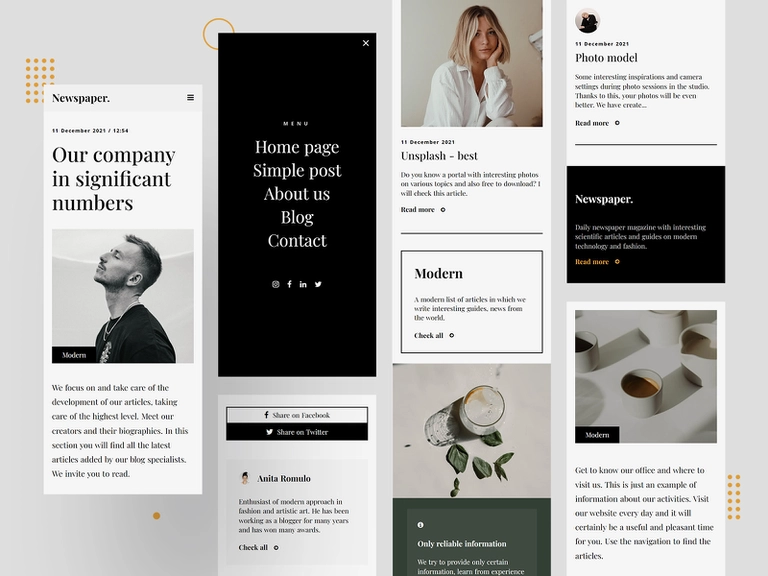 Newspaper.
11 December 2021 / 12:54
Our company
in significant
numbers
Modern
We focus on and take care of the
development of our articles, taking
care of the highest level. Meet our
creators and their biographies. In this
section you will find all the latest
articles added by our blog specialists.
We invite you to read.
MENU
Home page
Simple post
About us
Blog
Contact
Share on Facebook
Share on Twitter
Anita Romulo
Enthusiast of modern approach in
fashion and artistic art. He has been
working as a blogger for many years
and has won many awards.
Check all
11 December 2021
Unsplash - best
Do you know a portal with interesting photos
on various topics and also free to download? I
will check this article.
Read more
Modern
A modern list of articles in which we
write interesting guides, news from
the world.
Check all
Only reliable information
We try to provide only certain
information, learn from experience
11 December 2021
Photo model
Some interesting inspirations and camera
settings during photo sessions in the studio.
Thanks to this, your photos will be even
better. We have create...
Read more
Newspaper.
Daily newspaper magazine with interesting
scientific articles and guides on modern
technology and fashion.
Read more
Modern
Get to know our office and where to
visit us. This is just an example of
information about our activities. Visit
our website every day and it will
certainly be a useful and pleasant time
for you. Use the navigation to find the
articles.